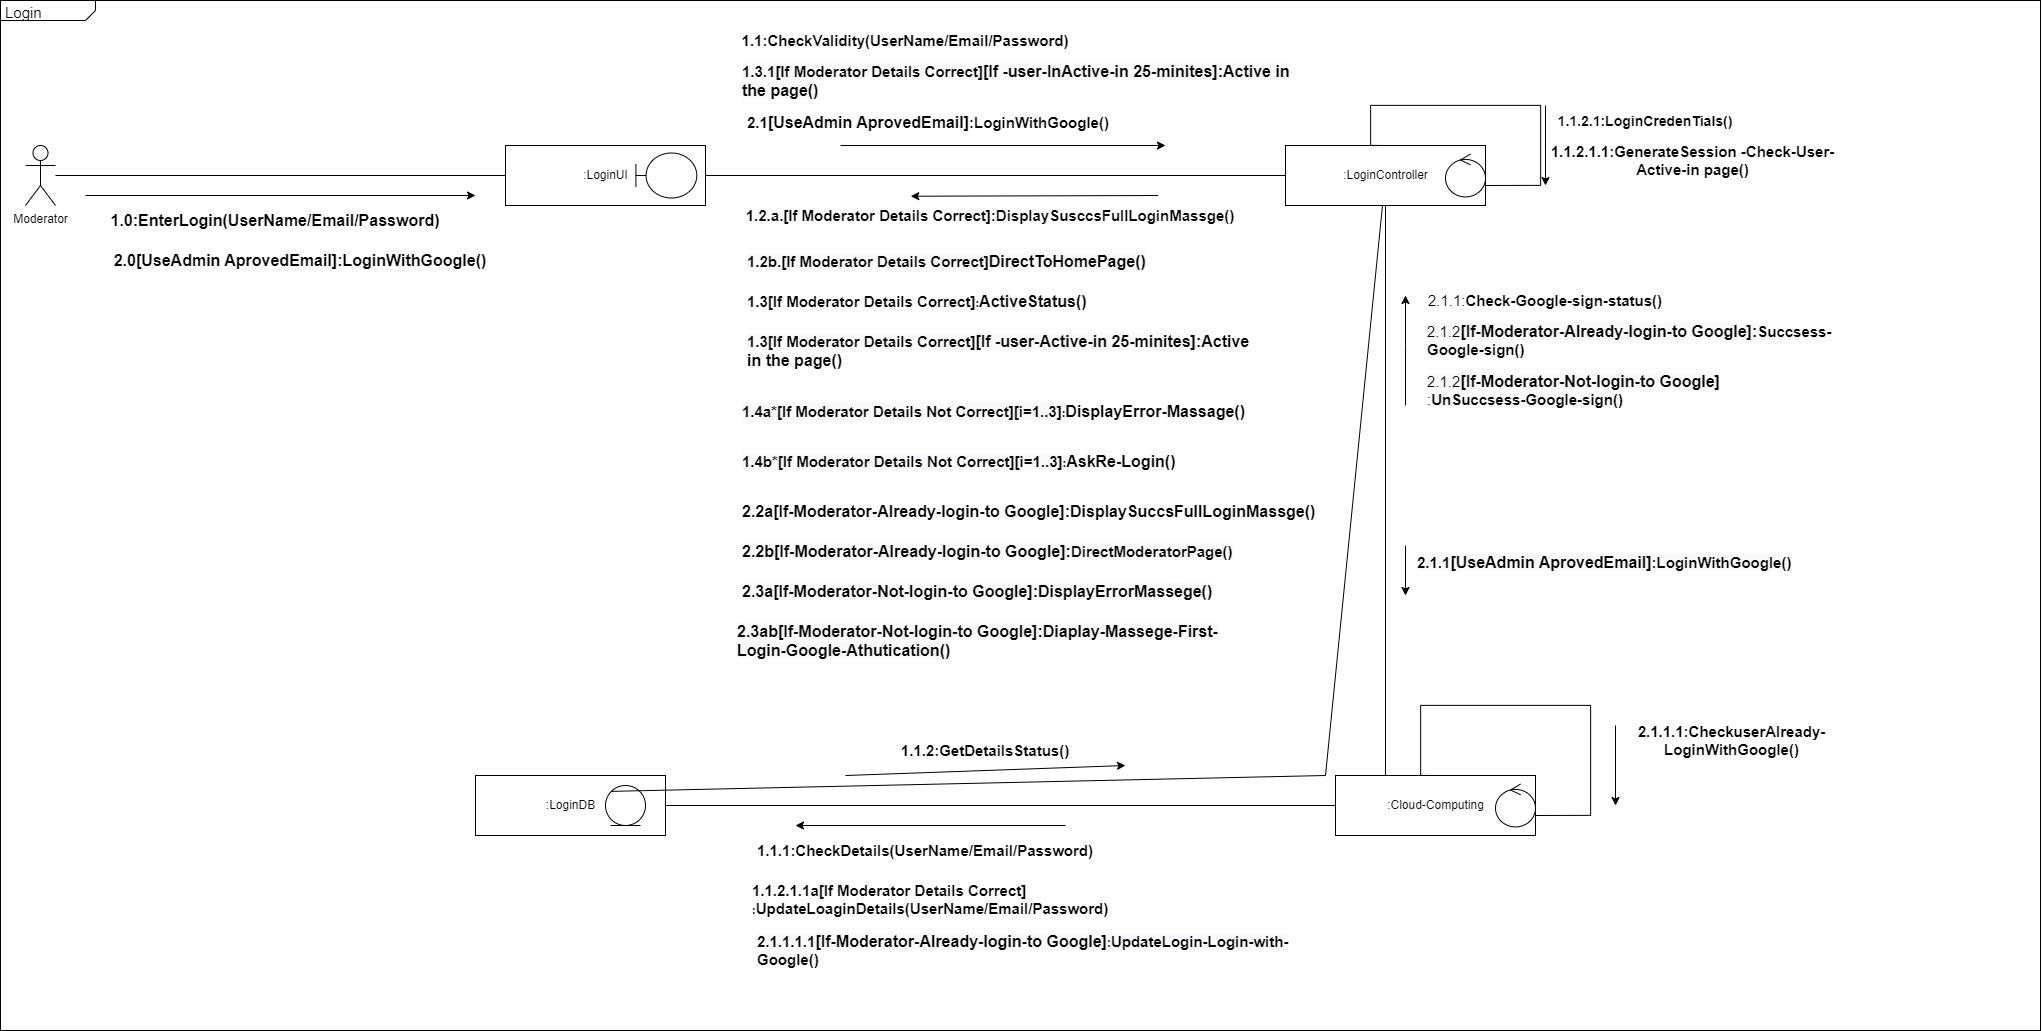 Login
1.1:CheckValidity(UserName/Email/Password)
1.3.1[If Moderator Details Correct][If -user-InActive-in 25-minites]:Active in
the page()
2.1[UseAdmin AprovedEmail]:LoginWithGoogle()
1.1.2.1:LoginCredenTials()
1.1.2.1.1:GenerateSession -Check-User-
Active-in page()
:LoginUI
:LoginController
Moderator
1.0:EnterLogin(UserName/Email/Password)
2.0[UseAdmin AprovedEmail]:LoginWithGoogle()
1.2.a.[If Moderator Details Correct]:DisplaySusccsFullLoginMassge()
1.2b.[If Moderator Details Correct]DirectToHomePage()
1.3[If Moderator Details Correct]:ActiveStatus()
1.3[If Moderator Details Correct][If -user-Active-in 25-minites]:Active
in the page()
1.4a*[If Moderator Details Not Correct][i=1..3]:DisplayError-Massage()
1.4b*[If Moderator Details Not Correct][i=1..3]:AskRe-Login()
2.2a[If-Moderator-Already-login-to Google]:DisplaySuccsFullLoginMassge()
2.2b[If-Moderator-Already-login-to Google]:DirectModeratorPage()
2.3a[If-Moderator-Not-login-to Google]:DisplayErrorMassege()
2.3ab[If-Moderator-Not-login-to Google]:Diaplay-Massege-First-
Login-Google-Athutication()
2.1.1:Check-Google-sign-status()
2.1.2[If-Moderator-Already-login-to Google]:Succsess-
Google-sign()
2.1.2[If-Moderator-Not-login-to Google]
:UnSuccsess-Google-sign()
2.1.1[UseAdmin AprovedEmail]:LoginWithGoogle()
2.1.1.1:CheckuserAlready-
LoginWithGoogle()
1.1.2:GetDetailsStatus()
:LoginDB
:Cloud-Computing
1.1.1:CheckDetails(UserName/Email/Password)
1.1.2.1.1a[If Moderator Details Correct]
:UpdateLoaginDetails(UserName/Email/Password)
2.1.1.1.1[If-Moderator-Already-login-to Google]:UpdateLogin-Login-with-
Google()